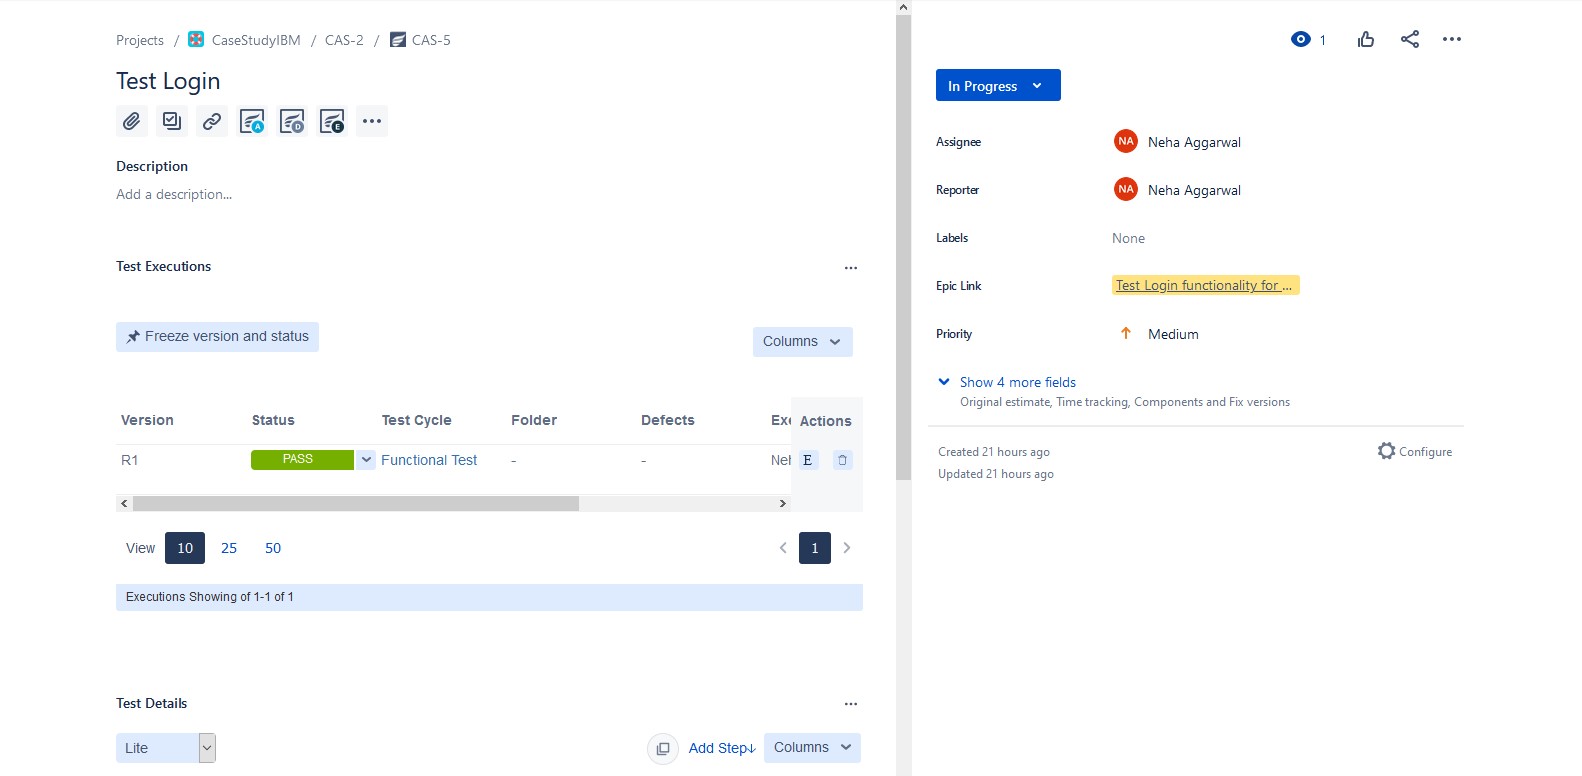 Projects / CaseStudyIBM / CAS-2 / CAS-5
Test Login
A D E
Description
Add a description...
Test Executions
Freeze version and status
Columns
Version Status Test Cycle Folder Defects Exe Actions
R1 PASS Functional Test - - Neh E
View 10 25 50 1
Executions Showing of 1-1 of 1
Test Details
Lite Add Step↓ Columns
1
In Progress
Assignee NA Neha Aggarwal
Reporter NA Neha Aggarwal
Labels None
Epic Link Test Login functionality for ...
Priority Medium
Show 4 more fields
Original estimate, Time tracking, Components and Fix versions
Created 21 hours ago Configure
Updated 21 hours ago